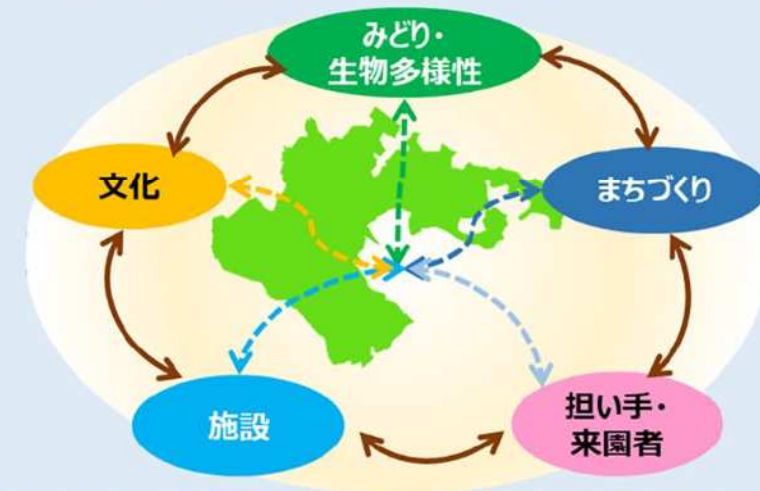 みどり・
生物多様性
文化
まちづくり
施設
担い手・
来園者